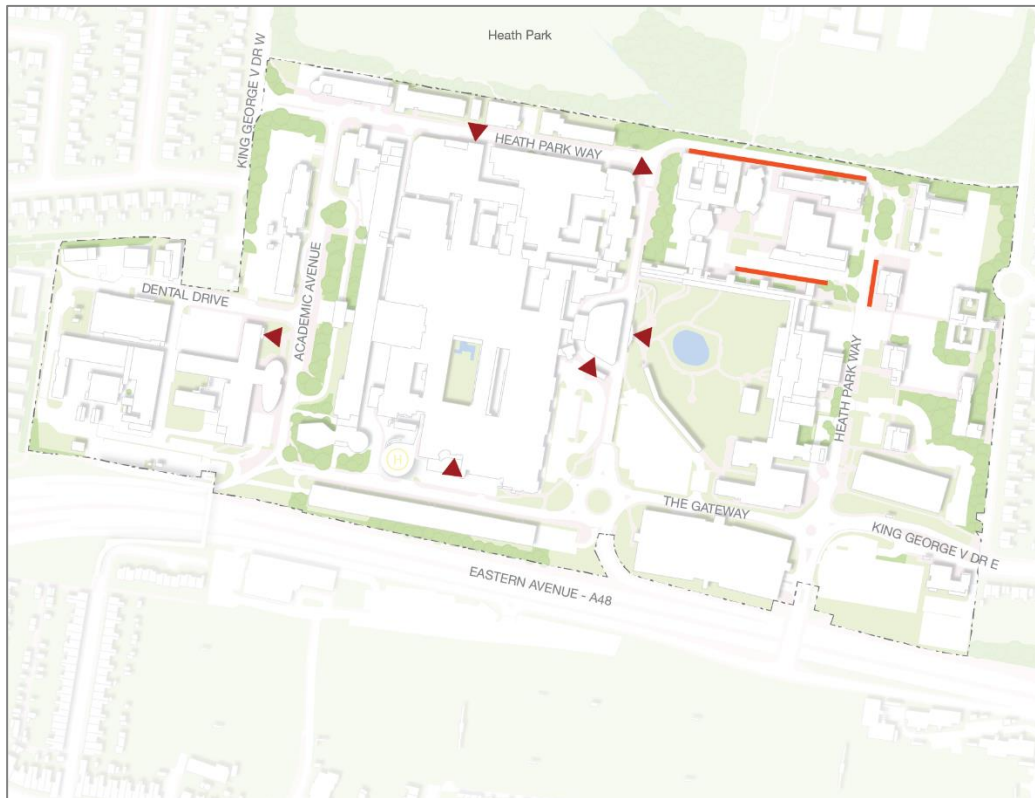 Heath Park
KING GEORGE V DR W
HEATH PARK WAY
DENTAL DRIVE
ACADEMIC AVENUE
HEATH PARK WAY
H
THE GATEWAY
KING GEORGE V DR E
EASTERN AVENUE - A48